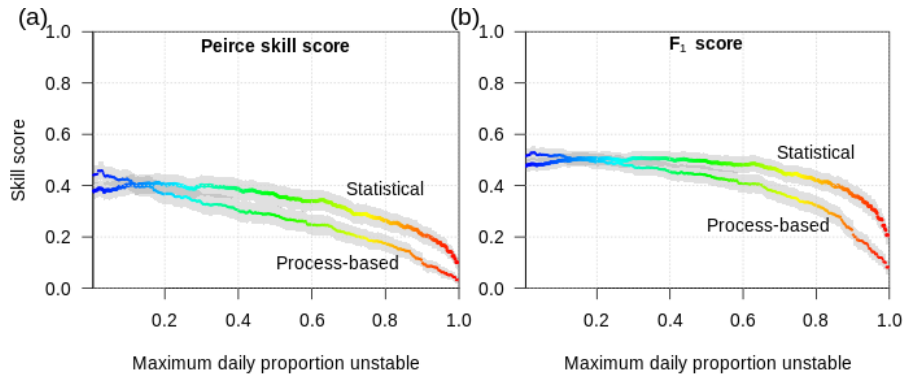 (a)
Peirce skill score
1.0
0.8
0.6
0.4
0.2
0.0
Skill score
Statistical
Process-based
0.2 0.4 0.6 0.8 1.0
Maximum daily proportion unstable
(b)
F₁ score
1.0
0.8
0.6
0.4
0.2
0.0
Statistical
Process-based
0.2 0.4 0.6 0.8 1.0
Maximum daily proportion unstable